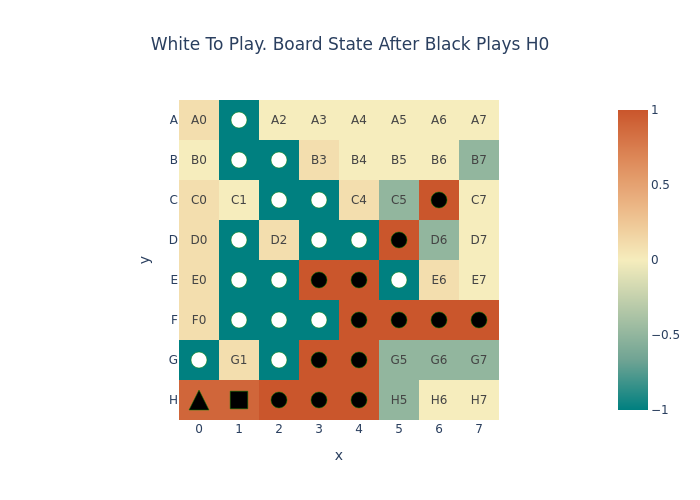 White To Play. Board State After Black Plays H0
A A0 A2 A3 A4 A5 A6 A7
B B0 B3 B4 B5 B6 B7
C C0 C1 C4 C5 C7
D D0 D2 D6 D7
E E0 E6 E7
F F0
G G1 G5 G6 G7
H H5 H6 H7
0 1 2 3 4 5 6 7
x
y
1
0.5
0
−0.5
−1